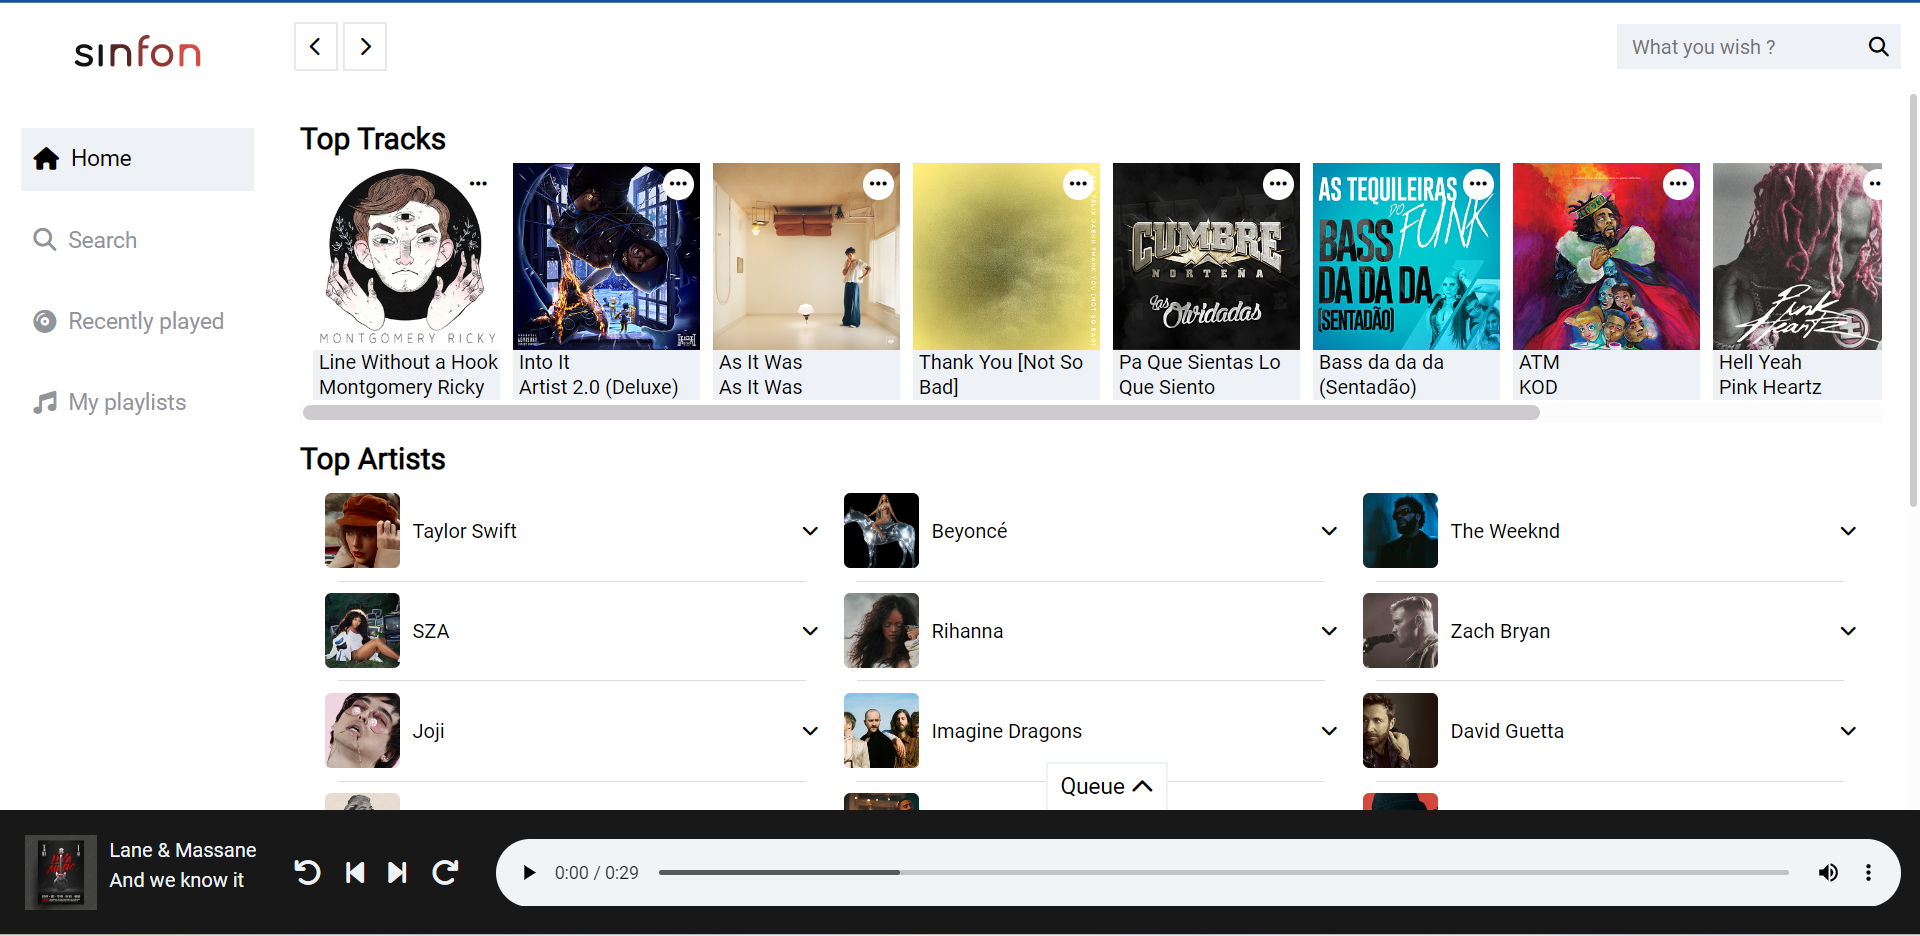 sinfon
What you wish ?
Home
Search
Recently played
My playlists
Top Tracks
MONTGOMERY RICKY
Line Without a Hook
Montgomery Ricky
Into It
Artist 2.0 (Deluxe)
As It Was
As It Was
Thank You [Not So
Bad]
CUMBRE
NORTEÑA
Las Olvidadas
Pa Que Sientas Lo
Que Siento
AS TEQUILEIRAS
DO FUNK
BASS
DA DA DA
(SENTADÃO)
Bass da da da
(Sentadão)
ATM
KOD
Pink
Heartz
Hell Yeah
Pink Heartz
Top Artists
Taylor Swift
Beyoncé
The Weeknd
SZA
Rihanna
Zach Bryan
Joji
Imagine Dragons
David Guetta
Queue
Lane & Massane
And we know it
0:00 / 0:29